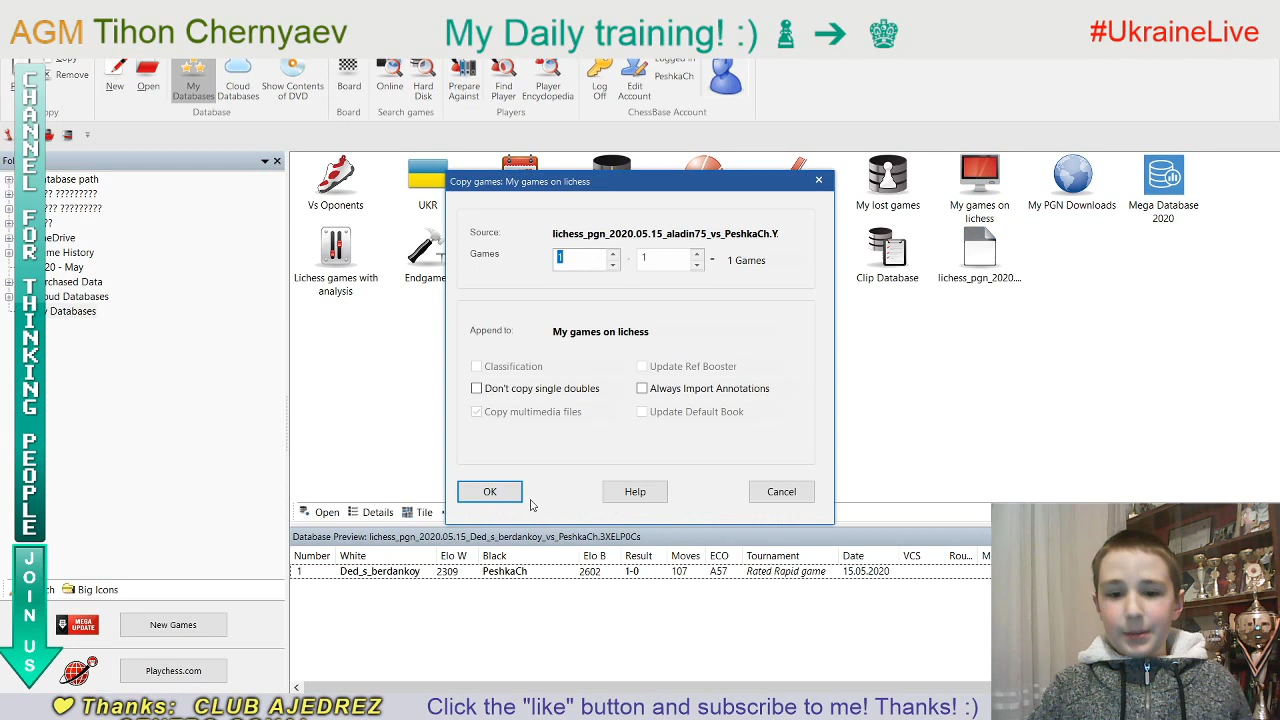 AGM Tihon Chernyaev
My Daily training! :)
#UkraineLive
Remove
New
Open
My Databases
Cloud Databases
Show Contents of DVD
Board
Online
Hard Disk
Prepare Against
Find Player
Player Encyclopedia
Log Off
Edit Account
PeshkaCh
Database
Board
Search games
Players
ChessBase Account
CHANNEL FOR THINKING PEOPLE
JOIN US
?? ?????????
?? ?????????
2020 - May
Vs Oponents
UKR
My lost games
My games on lichess
My PGN Downloads
Mega Database 2020
Lichess games with analysis
Clip Database
lichess_pgn_2020....
Copy games: My games on lichess
Source:
lichess_pgn_2020.05.15_aladin75_vs_PeshkaCh.Y
Games
1
-
1
=
1 Games
Append to:
My games on lichess
Classification
Update Ref Booster
Don't copy single doubles
Always Import Annotations
Copy multimedia files
Update Default Book
OK
Help
Cancel
Open
Details
Tile
Database Preview: lichess_pgn_2020.05.15_Ded_s_berdankoy_vs_PeshkaCh.3XELP0Cs
Number White Elo W Black Elo B Result Moves ECO Tournament Date VCS Rou...
1 Ded_s_berdankoy 2309 PeshkaCh 2602 1-0 107 A57 Rated Rapid game 15.05.2020
Big Icons
MEGA UPDATE
New Games
Playchess.com
Thanks: CLUB AJEDREZ
Click the "like" button and subscribe to me! Thanks! :)